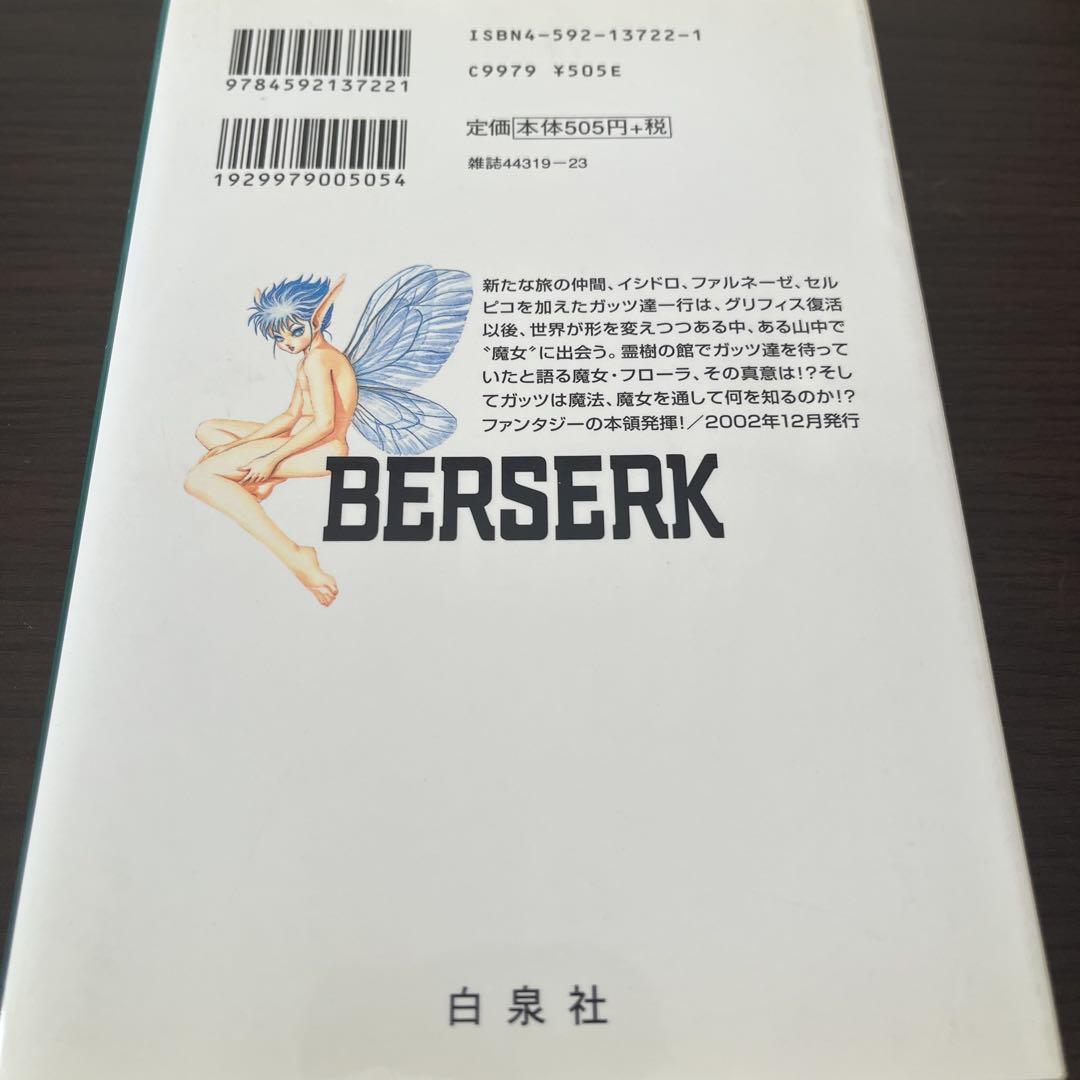 ISBN4-592-13722-1
C9979 ¥505E
9784592137221
定価本体505円+税
雑誌44319-23
1929979005054
新たな旅の仲間、イシドロ、ファルネーゼ、セル
ピコを加えたガッツ達一行は、グリフィス復活
以後、世界が形を変えつつある中、ある山中で
〝魔女〟に出会う。霊樹の館でガッツ達を待って
いたと語る魔女・フローラ、その真意は!?そし
てガッツは魔法、魔女を通して何を知るのか!?
ファンタジーの本領発揮!/2002年12月発行
BERSERK
白泉社